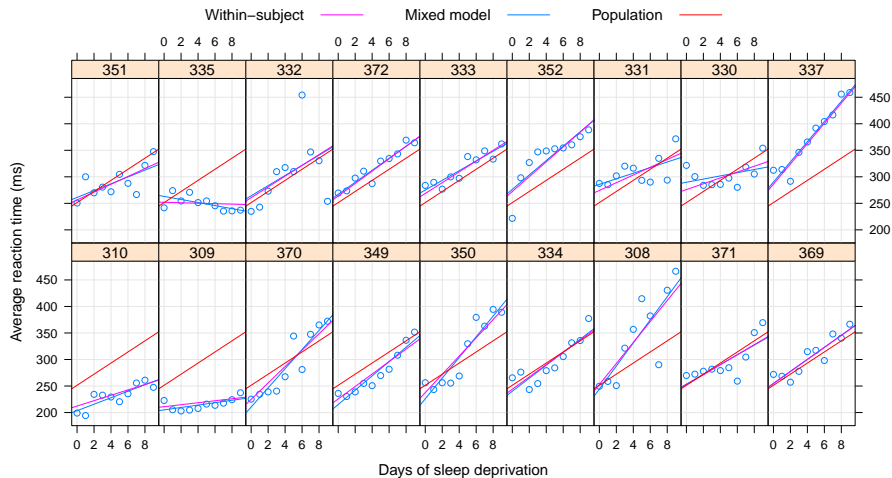 Within−subject Mixed model Population
0 2 4 6 8 0 2 4 6 8 0 2 4 6 8 0 2 4 6 8
351 335 332 372 333 352 331 330 337
450
400
350
300
250
200
310 309 370 349 350 334 308 371 369
450
400
350
300
250
200
0 2 4 6 8 0 2 4 6 8 0 2 4 6 8 0 2 4 6 8 0 2 4 6 8
Average reaction time (ms)
Days of sleep deprivation